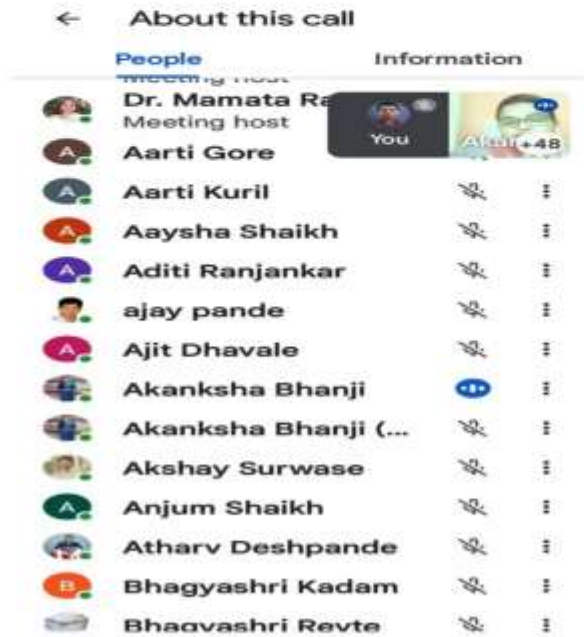 About this call
People Information
Meeting host
Dr. Mamata Ra
Meeting host
You
+48
A Aarti Gore
A Aarti Kuril
A Aaysha Shaikh
A Aditi Ranjankar
ajay pande
A Ajit Dhavale
Akanksha Bhanji
Akanksha Bhanji (...
Akshay Surwase
A Anjum Shaikh
Atharv Deshpande
B Bhagyashri Kadam
Bhagyashri Revte